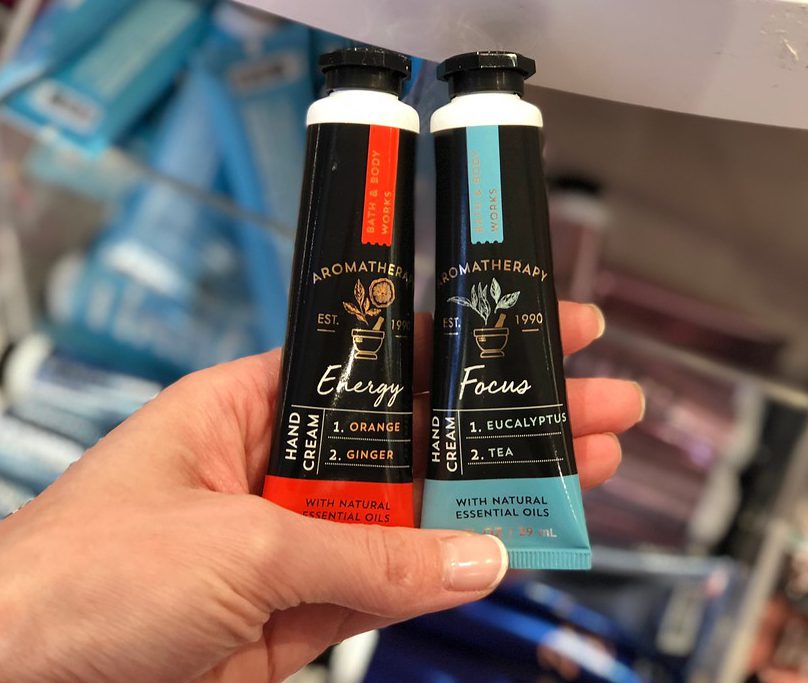 BATH & BODY
WORKS
AROMATHERAPY
EST. 1990
Energy
HAND
CREAM
1. ORANGE
2. GINGER
WITH NATURAL
ESSENTIAL OILS
BATH & BODY
WORKS
AROMATHERAPY
EST. 1990
Focus
HAND
CREAM
1. EUCALYPTUS
2. TEA
WITH NATURAL
ESSENTIAL OILS
29 mL